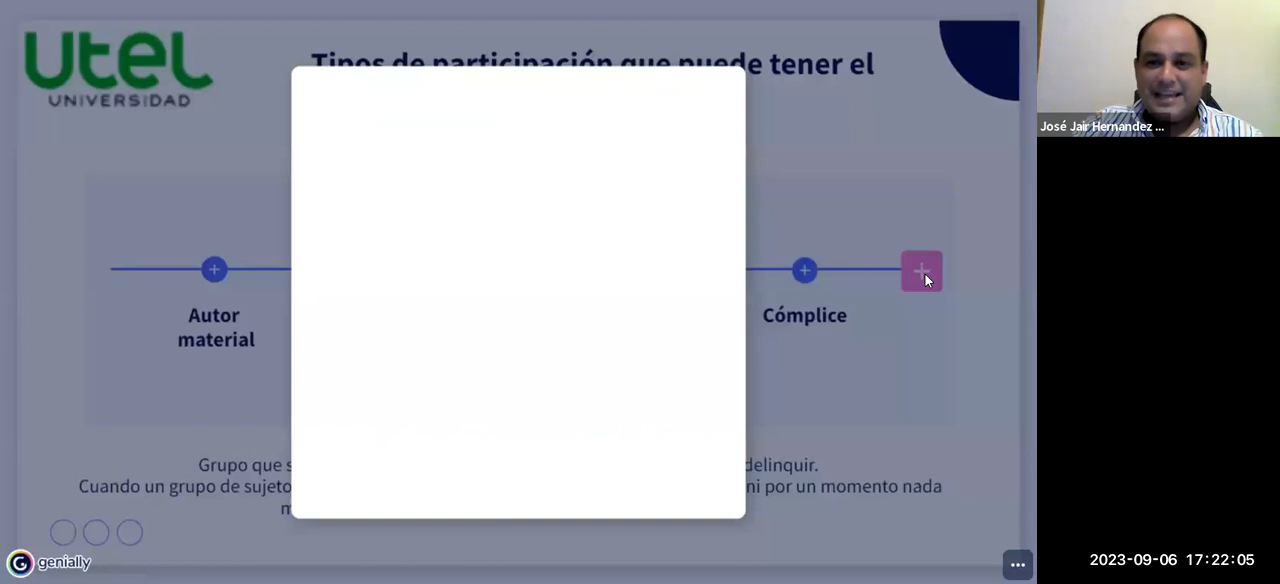 utel
UNIVERSIDAD
Tipos de participación que puede tener el
José Jair Hernandez ...
Autor
material
Cómplice
Grupo que
delinquir.
Cuando un grupo de sujeto
ni por un momento nada
genially
2023-09-06 17:22:05